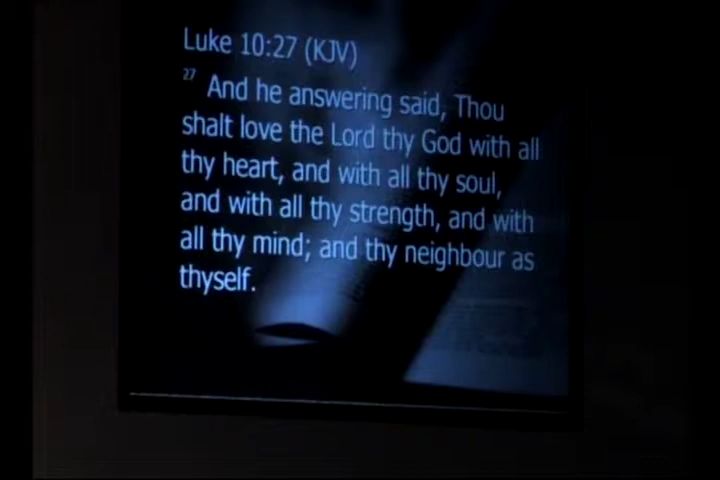 Luke 10:27 (KJV)
27 And he answering said, Thou
shalt love the Lord thy God with all
thy heart, and with all thy soul,
and with all thy strength, and with
all thy mind; and thy neighbour as
thyself.